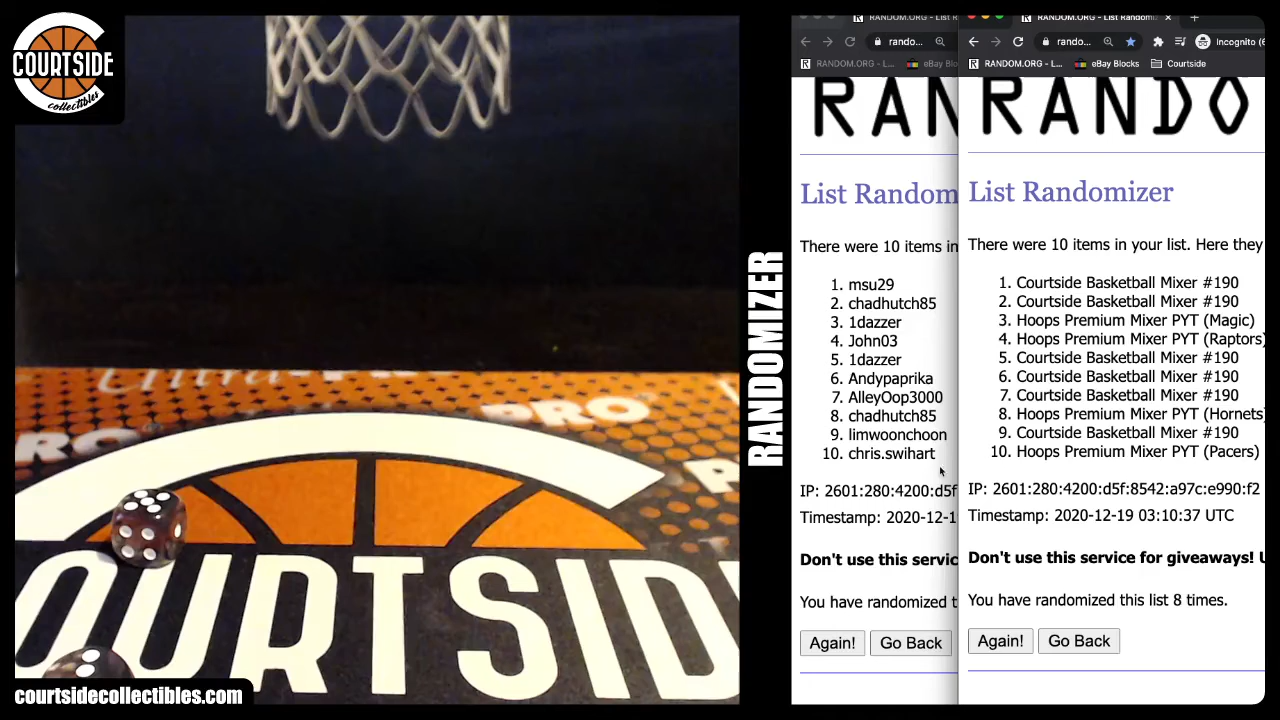 COURTSIDE
collectibles
RANDOM.ORG - List R
RANDOM.ORG - List Randomi
rando...
rando...
Incognito (6
RANDOM.ORG - L...
eBay Blo
RANDOM.ORG - L...
eBay Blocks
Courtside
RAN
RANDO
List Random
There were 10 items in
1. msu29
2. chadhutch85
3. 1dazzer
4. John03
5. 1dazzer
6. Andypaprika
7. AlleyOop3000
8. chadhutch85
9. limwoonchoon
10. chris.swihart
IP: 2601:280:4200:d5f
Timestamp: 2020-12-1
Don't use this servic
You have randomized t
Again!
Go Back
List Randomizer
There were 10 items in your list. Here they
1. Courtside Basketball Mixer #190
2. Courtside Basketball Mixer #190
3. Hoops Premium Mixer PYT (Magic)
4. Hoops Premium Mixer PYT (Raptors)
5. Courtside Basketball Mixer #190
6. Courtside Basketball Mixer #190
7. Courtside Basketball Mixer #190
8. Hoops Premium Mixer PYT (Hornets)
9. Courtside Basketball Mixer #190
10. Hoops Premium Mixer PYT (Pacers)
IP: 2601:280:4200:d5f:8542:a97c:e990:f2
Timestamp: 2020-12-19 03:10:37 UTC
Don't use this service for giveaways! U
You have randomized this list 8 times.
Again!
Go Back
RANDOMIZER
PRO
COURTSID
courtsidecollectibles.com